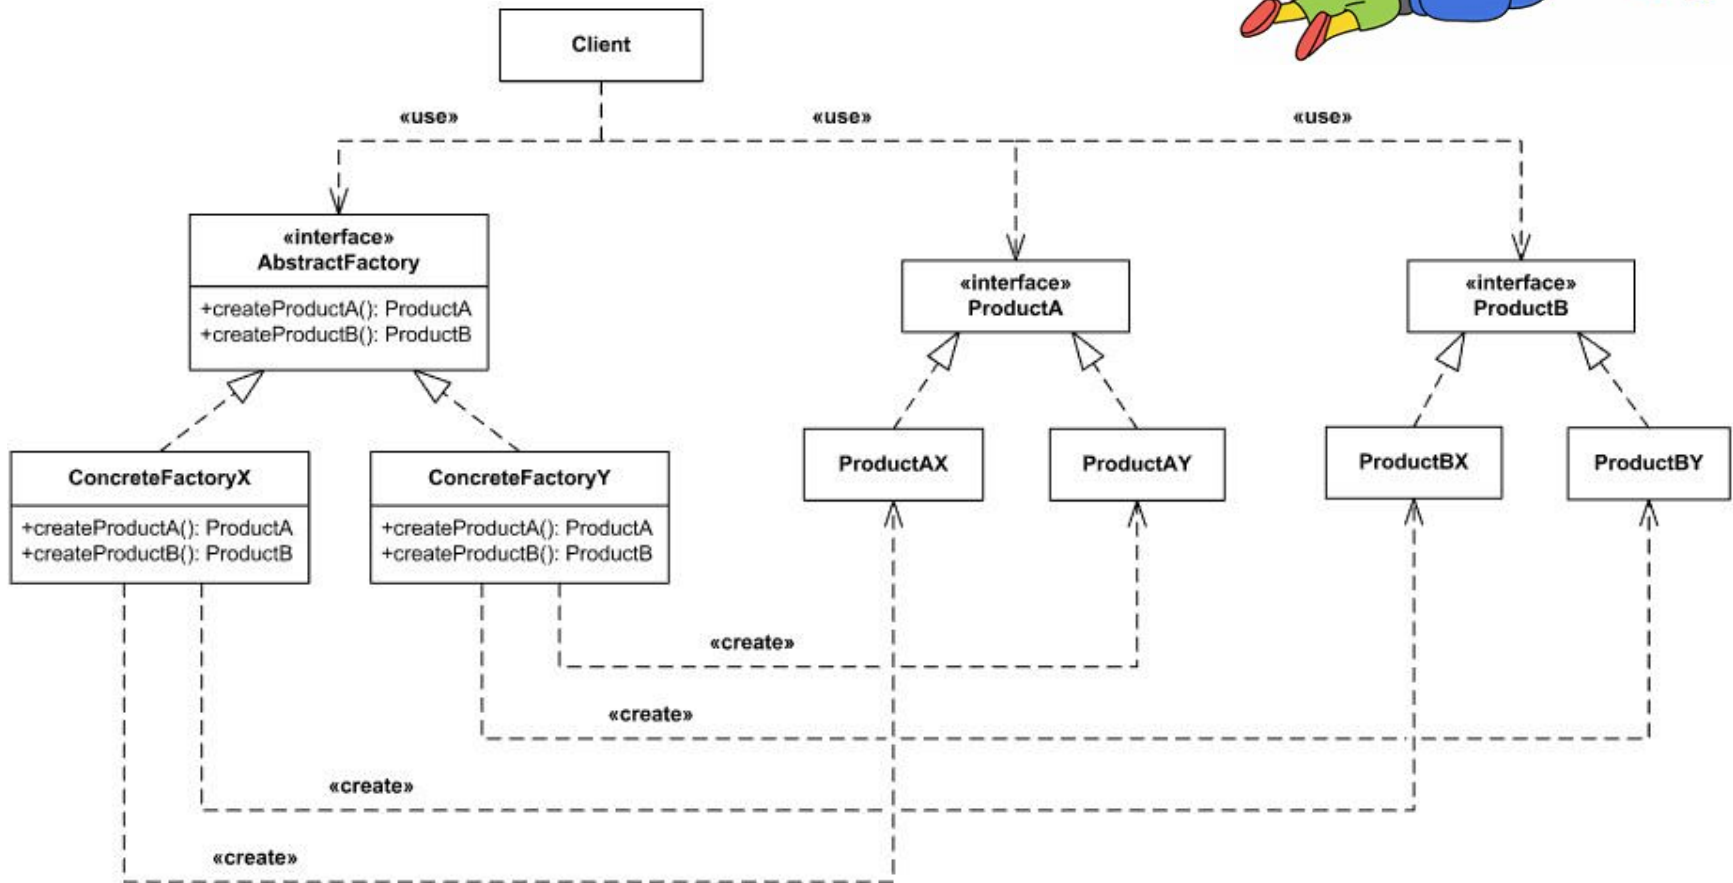 Client
«use»
«use»
«use»
«interface»
AbstractFactory
+createProductA(): ProductA
+createProductB(): ProductB
«interface»
ProductA
«interface»
ProductB
ConcreteFactoryX
+createProductA(): ProductA
+createProductB(): ProductB
ConcreteFactoryY
+createProductA(): ProductA
+createProductB(): ProductB
ProductAX
ProductAY
ProductBX
ProductBY
«create»
«create»
«create»
«create»